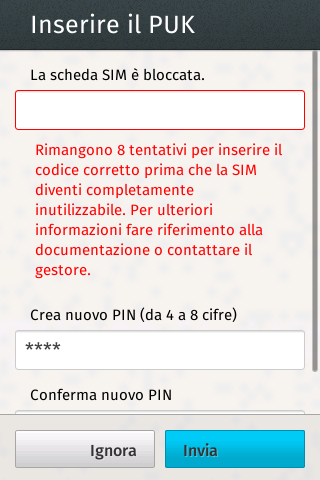 Inserire il PUK
La scheda SIM è bloccata.
Rimangono 8 tentativi per inserire il
codice corretto prima che la SIM
diventi completamente
inutilizzabile. Per ulteriori
informazioni fare riferimento alla
documentazione o contattare il
gestore.
Crea nuovo PIN (da 4 a 8 cifre)
****
Conferma nuovo PIN
Ignora
Invia